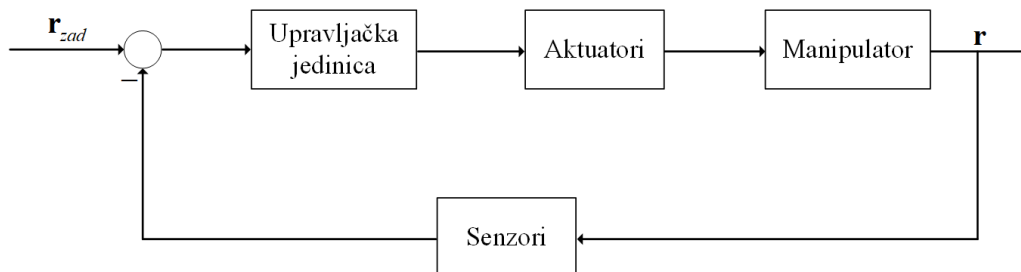 r_zad
Upravljačka
jedinica
Aktuatori
Manipulator
r
–
Senzori